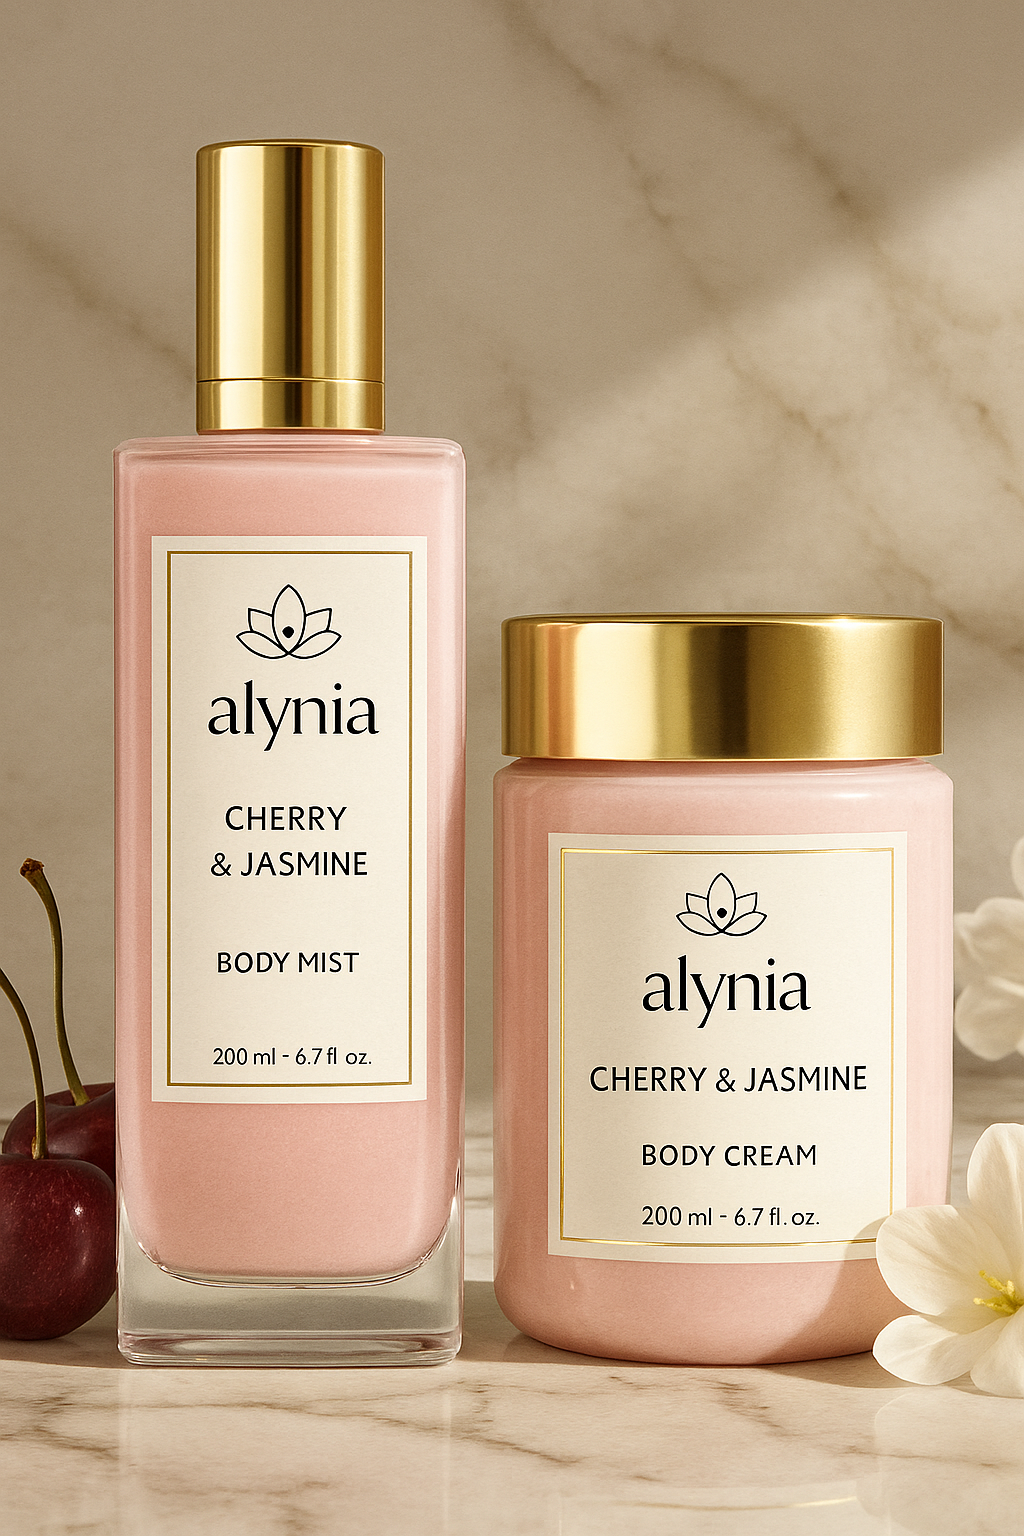 alynia
CHERRY
& JASMINE
BODY MIST
200 ml - 6.7 fl oz.
alynia
CHERRY & JASMINE
BODY CREAM
200 ml - 6.7 fl. oz.